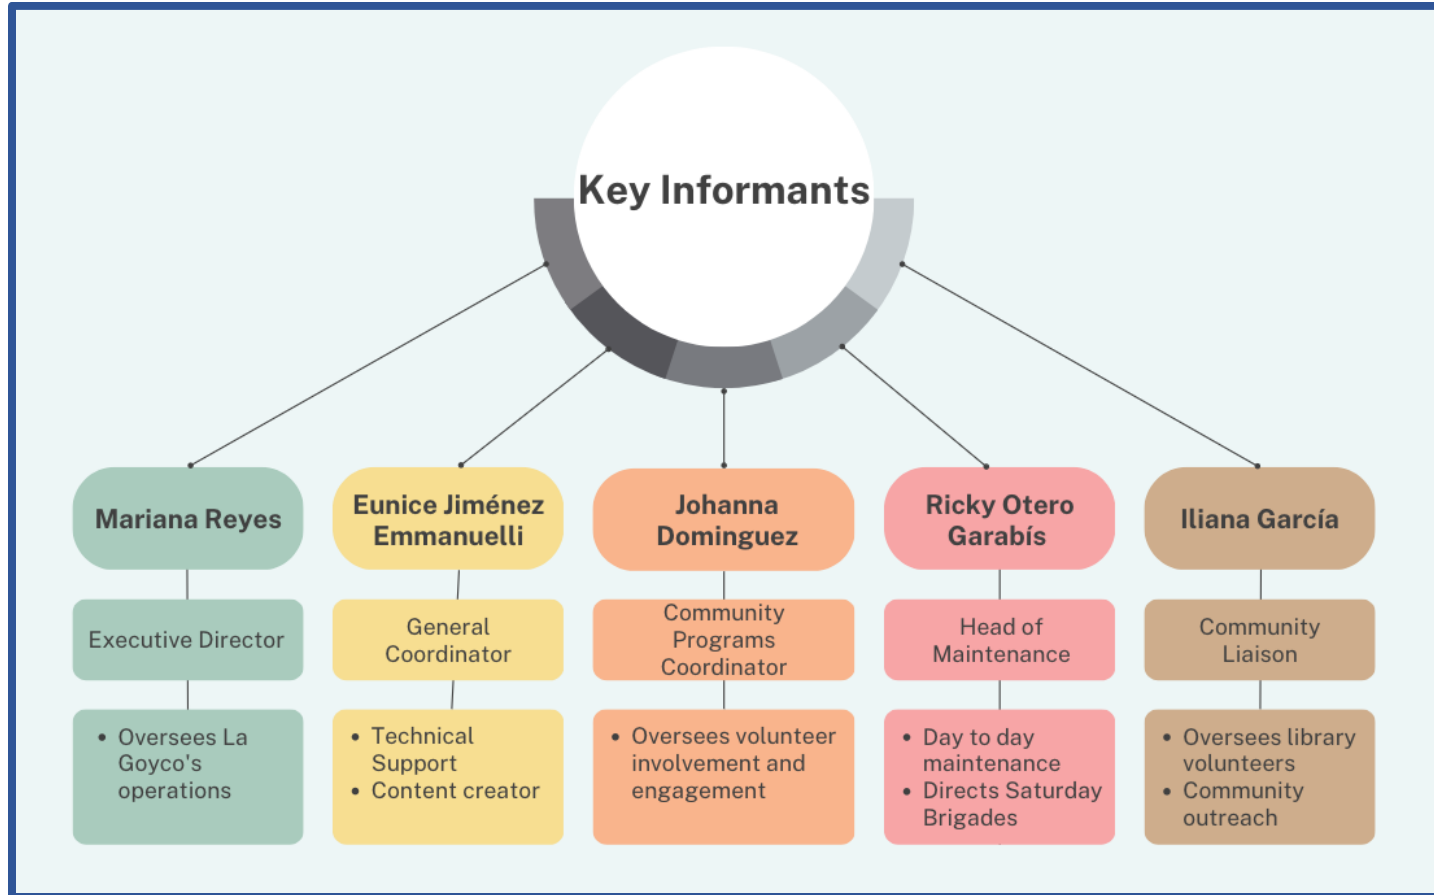 Key Informants
Mariana Reyes
Executive Director
• Oversees La
Goyco's
operations
Eunice Jiménez
Emmanuelli
General
Coordinator
• Technical
Support
• Content creator
Johanna
Dominguez
Community
Programs
Coordinator
• Oversees volunteer
involvement and
engagement
Ricky Otero
Garabís
Head of
Maintenance
• Day to day
maintenance
• Directs Saturday
Brigades
Iliana García
Community
Liaison
• Oversees library
volunteers
• Community
outreach